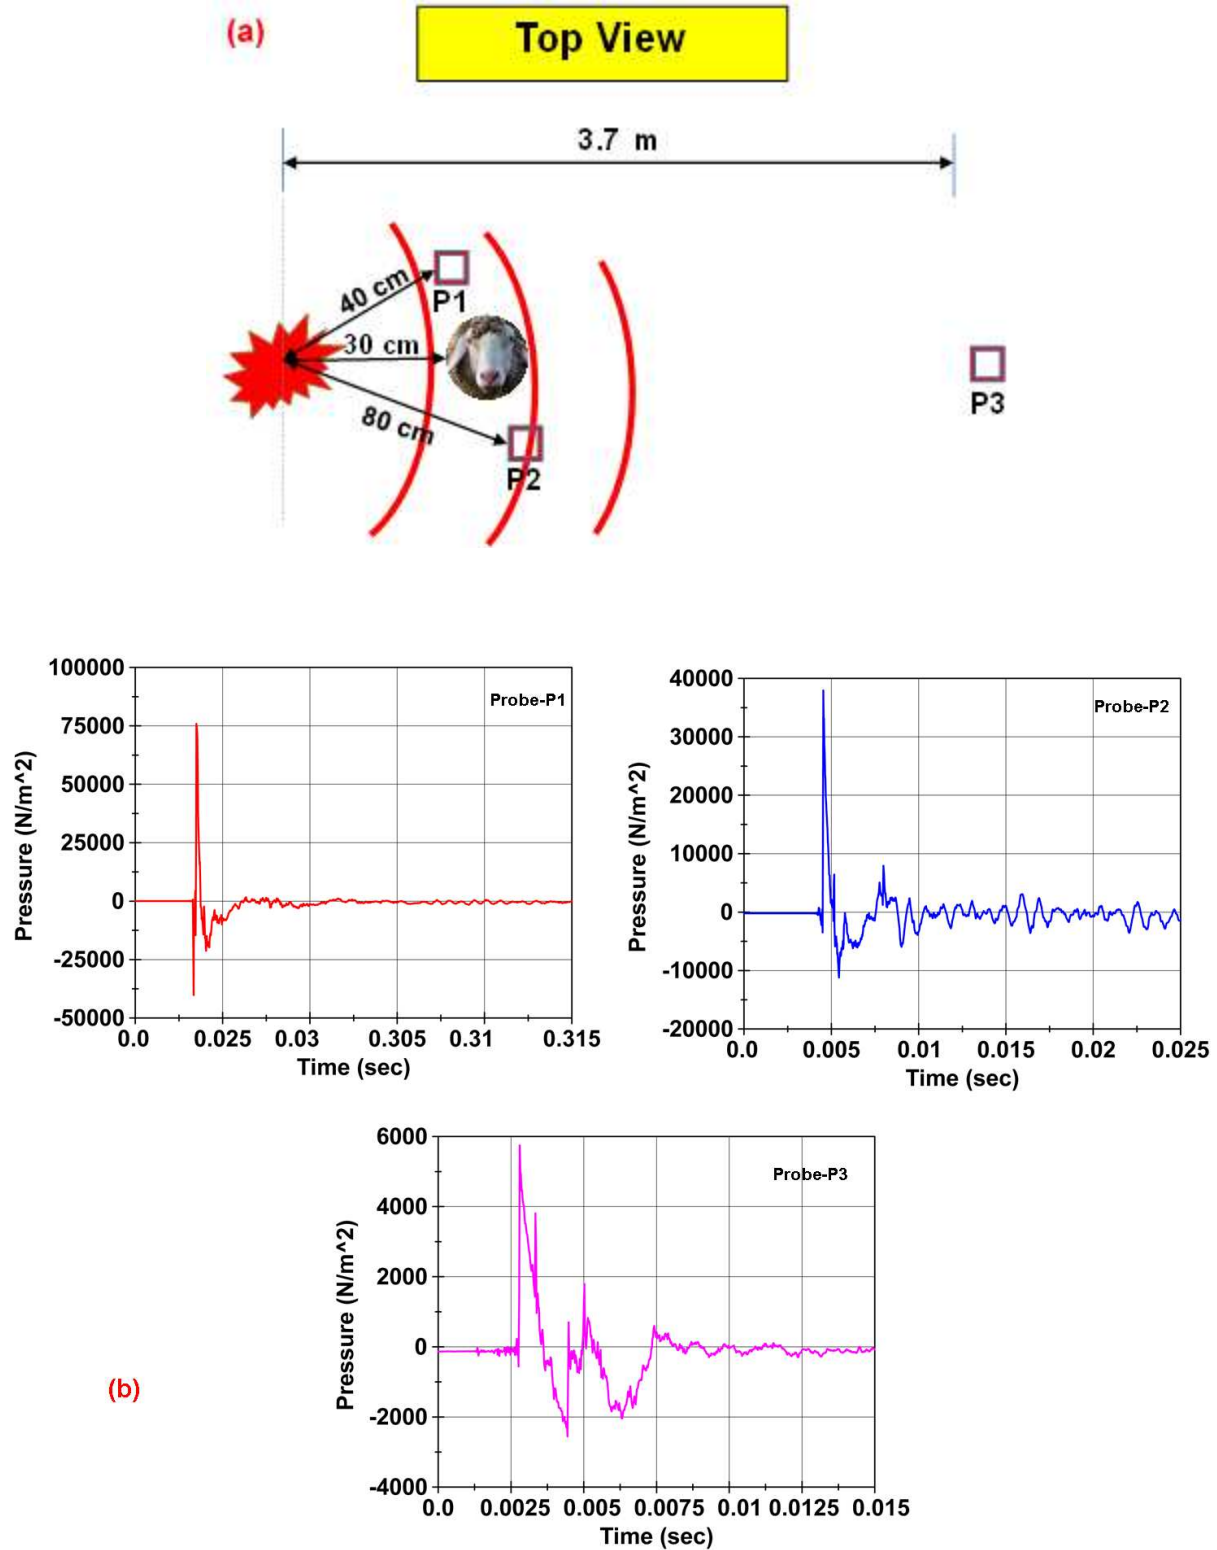 (a)
Top View
3.7 m
40 cm
P1
30 cm
80 cm
P2
P3
100000
75000
50000
25000
0
-25000
-50000
Pressure (N/m^2)
Probe-P1
0.0 0.025 0.03 0.305 0.31 0.315
Time (sec)
40000
30000
20000
10000
0
-10000
-20000
Pressure (N/m^2)
Probe-P2
0.0 0.005 0.01 0.015 0.02 0.025
Time (sec)
6000
4000
2000
0
-2000
-4000
Pressure (N/m^2)
Probe-P3
0.0 0.0025 0.005 0.0075 0.01 0.0125 0.015
Time (sec)
(b)